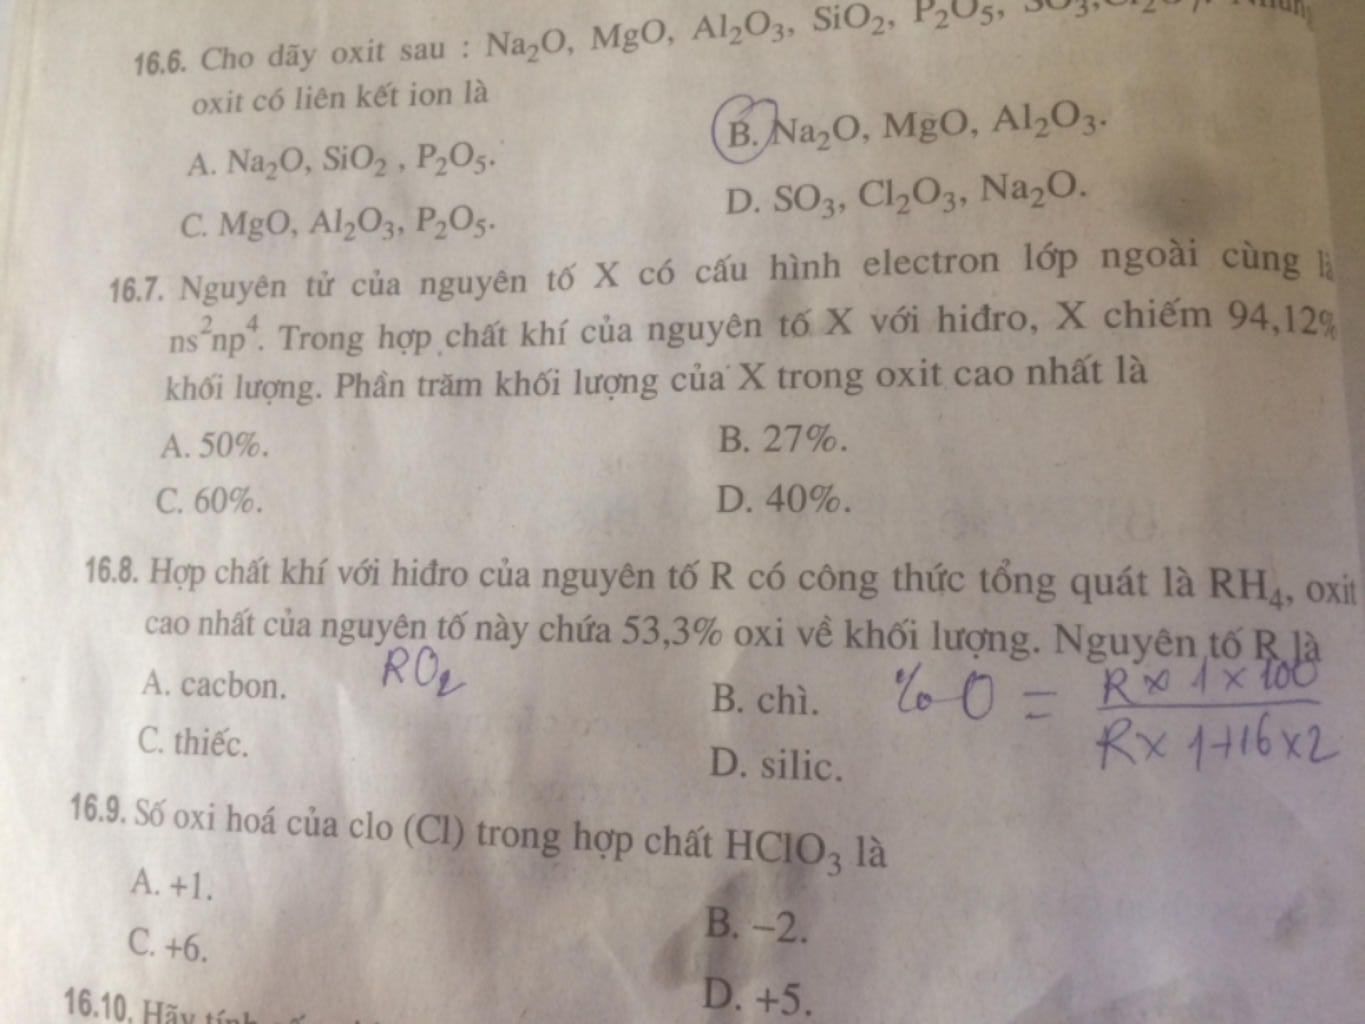 16.6. Cho dãy oxit sau : Na₂O, MgO, Al₂O₃, SiO₂, P₂O₅,
oxit có liên kết ion là
A. Na₂O, SiO₂ , P₂O₅.
B. Na₂O, MgO, Al₂O₃.
C. MgO, Al₂O₃, P₂O₅.
D. SO₃, Cl₂O₃, Na₂O.
16.7. Nguyên tử của nguyên tố X có cấu hình electron lớp ngoài cùng là
ns²np⁴. Trong hợp chất khí của nguyên tố X với hiđro, X chiếm 94,12%
khối lượng. Phần trăm khối lượng của X trong oxit cao nhất là
A. 50%.
B. 27%.
C. 60%.
D. 40%.
16.8. Hợp chất khí với hiđro của nguyên tố R có công thức tổng quát là RH₄, oxit
cao nhất của nguyên tố này chứa 53,3% oxi về khối lượng. Nguyên tố R là
A. cacbon.
RO₂
B. chì.
% O = R x 1 x 100
R x 1 + 16 x 2
C. thiếc.
D. silic.
16.9. Số oxi hoá của clo (Cl) trong hợp chất HClO₃ là
A. +1.
B. −2.
C. +6.
D. +5.
16.10. Hãy tính